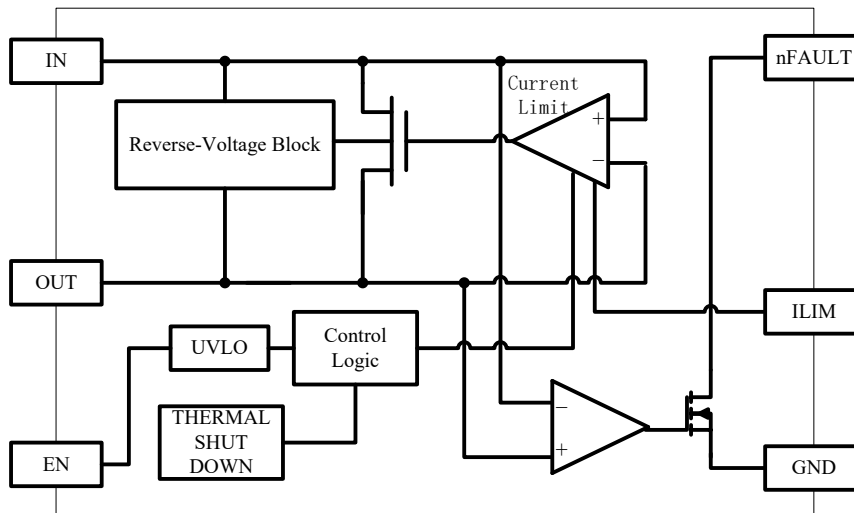 IN
nFAULT
Current
Limit
+
Reverse-Voltage Block
−
OUT
ILIM
UVLO
Control
Logic
−
THERMAL
SHUT
DOWN
+
EN
GND